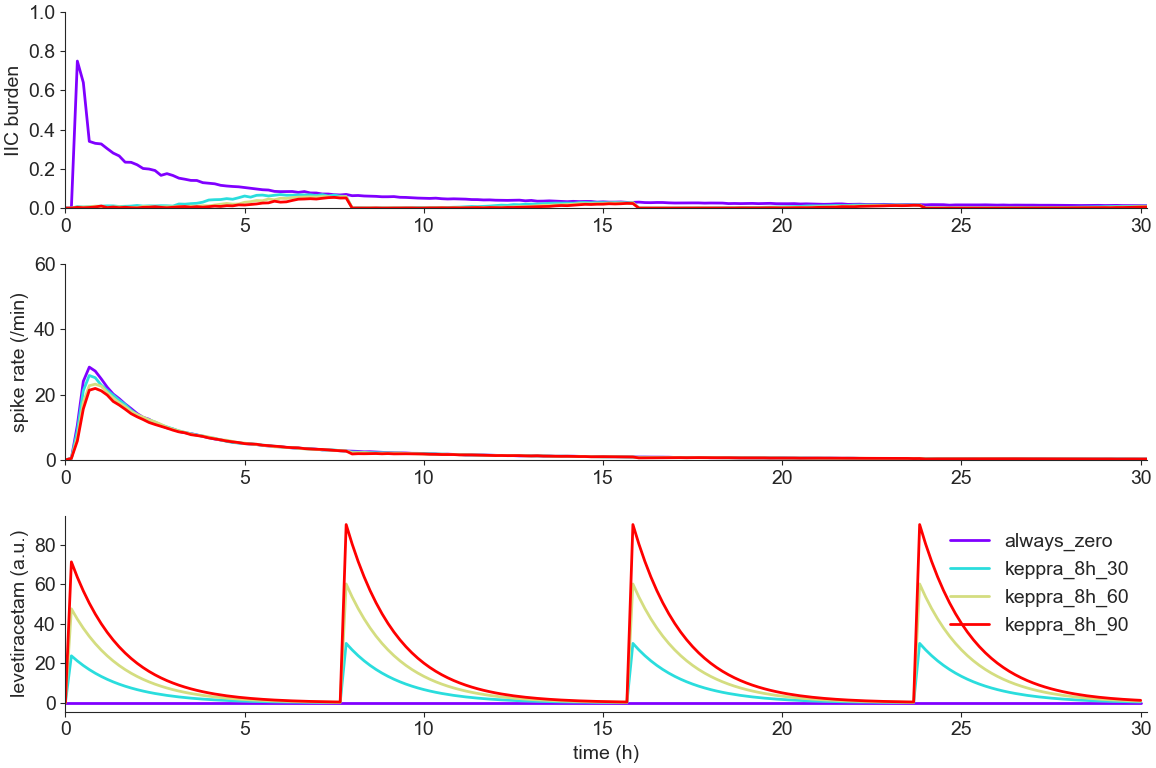 IIC burden
1.0
0.8
0.6
0.4
0.2
0.0
0 5 10 15 20 25 30
spike rate (/min)
60
40
20
0
0 5 10 15 20 25 30
levetiracetam (a.u.)
80
60
40
20
0
always_zero
keppra_8h_30
keppra_8h_60
keppra_8h_90
0 5 10 15 20 25 30
time (h)